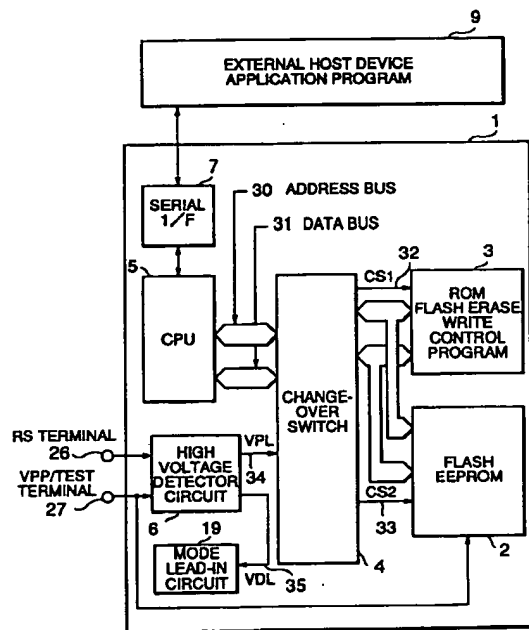 9
EXTERNAL HOST DEVICE
APPLICATION PROGRAM
1
7
SERIAL
1/F
30 ADDRESS BUS
31 DATA BUS
5
CPU
CHANGE-
OVER
SWITCH
4
CS1
32
3
ROM
FLASH ERASE
WRITE
CONTROL
PROGRAM
RS TERMINAL
26
VPP/TEST
TERMINAL
27
HIGH
VOLTAGE
DETECTOR
CIRCUIT
6
VPL
34
CS2
33
FLASH
EEPROM
2
19
MODE
LEAD-IN
CIRCUIT
VDL
35